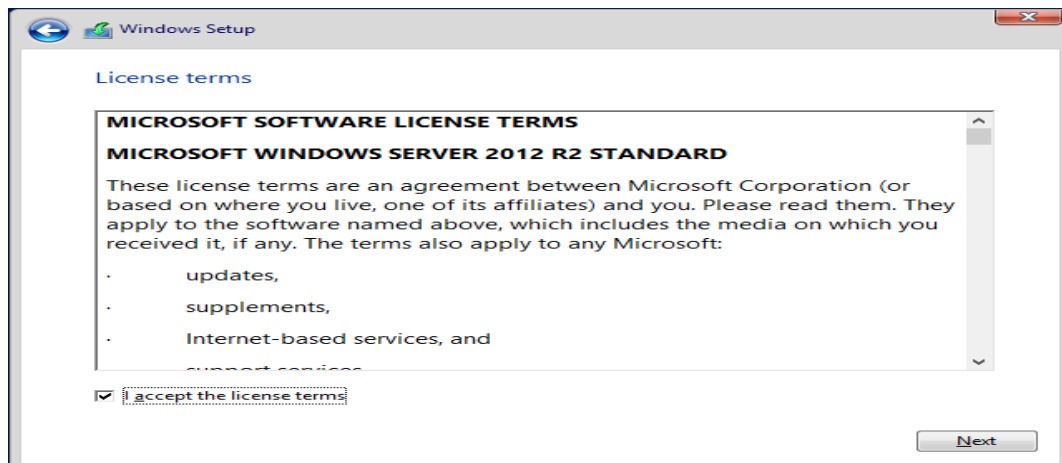 Windows Setup
License terms
MICROSOFT SOFTWARE LICENSE TERMS
MICROSOFT WINDOWS SERVER 2012 R2 STANDARD
These license terms are an agreement between Microsoft Corporation (or
based on where you live, one of its affiliates) and you. Please read them. They
apply to the software named above, which includes the media on which you
received it, if any. The terms also apply to any Microsoft:
· updates,
· supplements,
· Internet-based services, and
· support services
I accept the license terms
Next